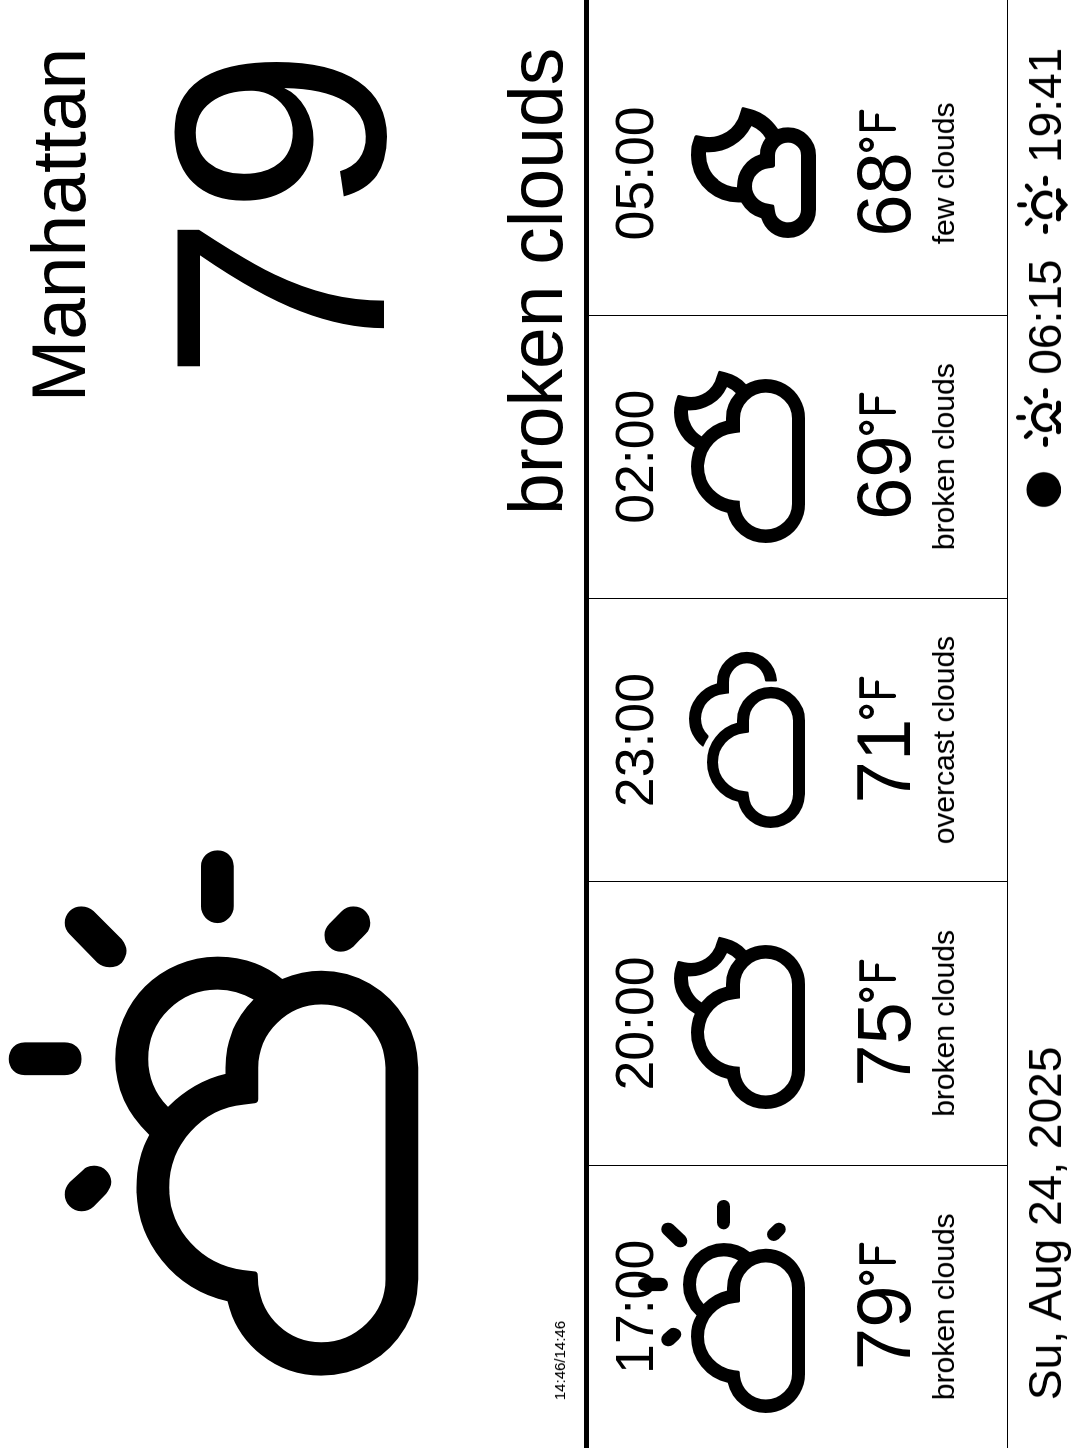 Manhattan
79
broken clouds
14:46/14:46
17:00
79°F
broken clouds
20:00
75°F
broken clouds
23:00
71°F
overcast clouds
02:00
69°F
broken clouds
05:00
68°F
few clouds
Su, Aug 24, 2025
06:15
19:41